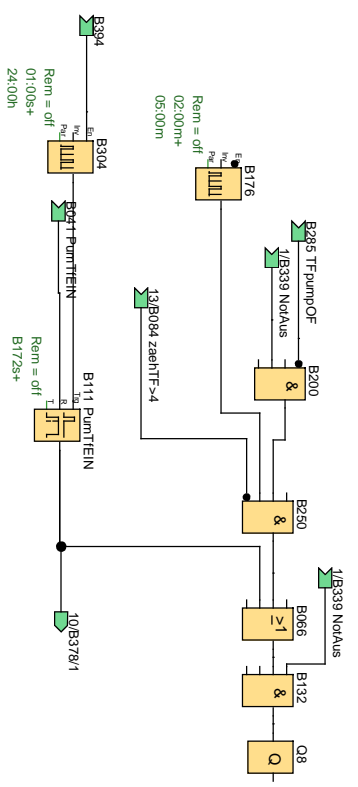 B285 TFpumpOF
1/B339 NotAus
B200
&
1/B339 NotAus
B250
&
B066
≥1
B132
&
Q8
Q
B176
En
Inv
Par
Rem = off
02:00m+
05:00m
13/B084 zaehTF>4
B394
B304
En
Inv
Par
Rem = off
01:00s+
24:00h
B041 PumTfEIN
B111 PumTfEIN
Trg
R
T
Rem = off
B172s+
10/B378/1